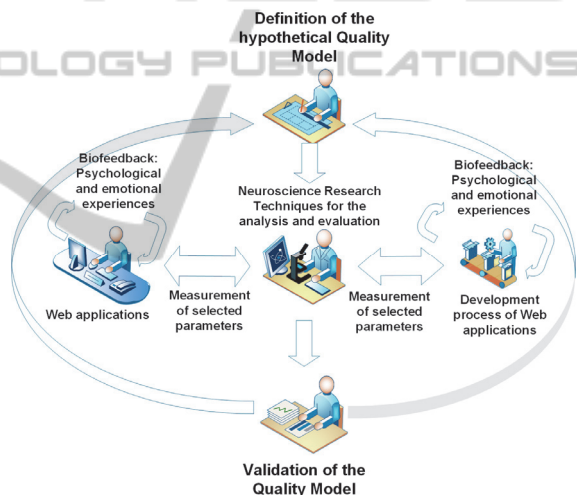 Definition of the
hypothetical Quality
Model
OLOGY PUBLICATIONS
Biofeedback:
Psychological
and emotional
experiences
Neuroscience Research
Techniques for the
analysis and evaluation
Biofeedback:
Psychological
and emotional
experiences
Web applications
Measurement
of selected
parameters
Measurement
of selected
parameters
Development
process of Web
applications
Validation of the
Quality Model